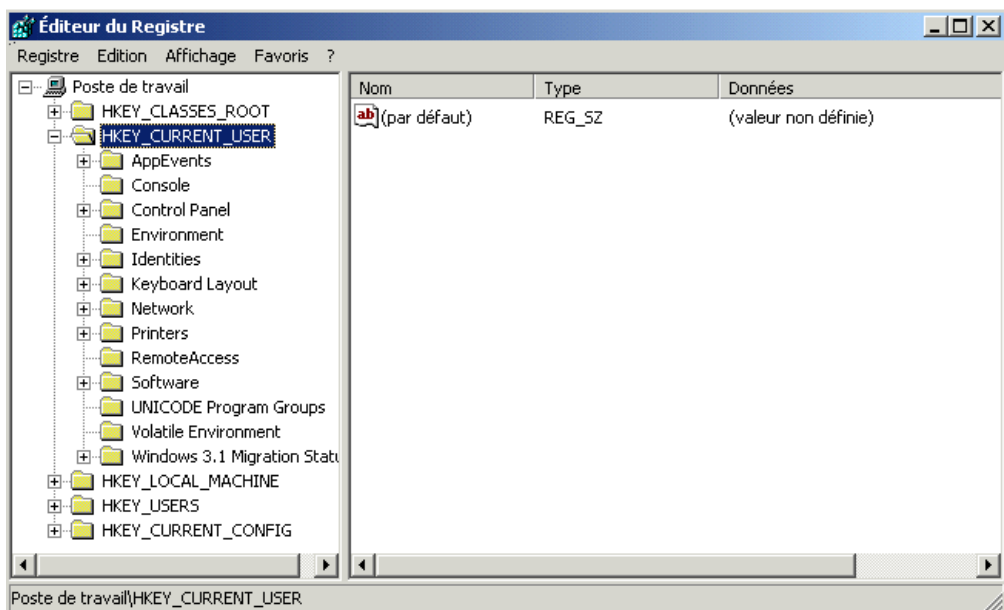 Éditeur du Registre
Registre Edition Affichage Favoris ?
Poste de travail
HKEY_CLASSES_ROOT
HKEY_CURRENT_USER
AppEvents
Console
Control Panel
Environment
Identities
Keyboard Layout
Network
Printers
RemoteAccess
Software
UNICODE Program Groups
Volatile Environment
Windows 3.1 Migration Statu
HKEY_LOCAL_MACHINE
HKEY_USERS
HKEY_CURRENT_CONFIG
Nom Type Données
ab (par défaut) REG_SZ (valeur non définie)
Poste de travail\HKEY_CURRENT_USER